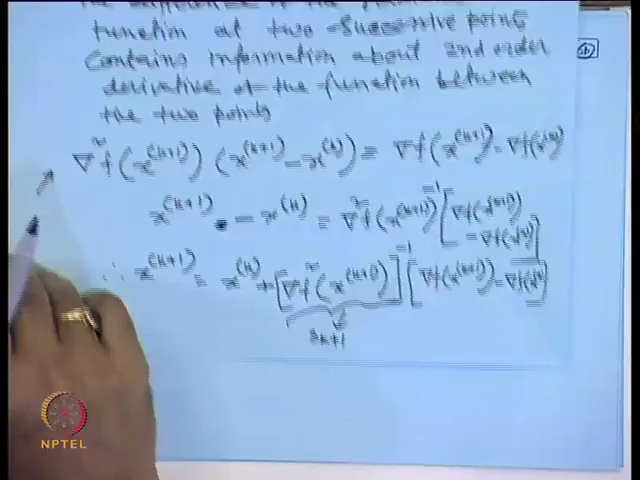 function at two successive point
Contains information about 2nd order
derivative of the function between
the two points
∇²f(x^(k+1)) (x^(k+1) - x^(k)) = ∇f(x^(k+1)) - ∇f(x^(k))
x^(k+1) - x^(k) = ∇²f(x^(k+1))^-1 [∇f(x^(k+1)) - ∇f(x^(k))]
∴ x^(k+1) = x^(k) + [∇²f(x^(k+1))]^-1 [∇f(x^(k+1)) - ∇f(x^(k))]
NPTEL